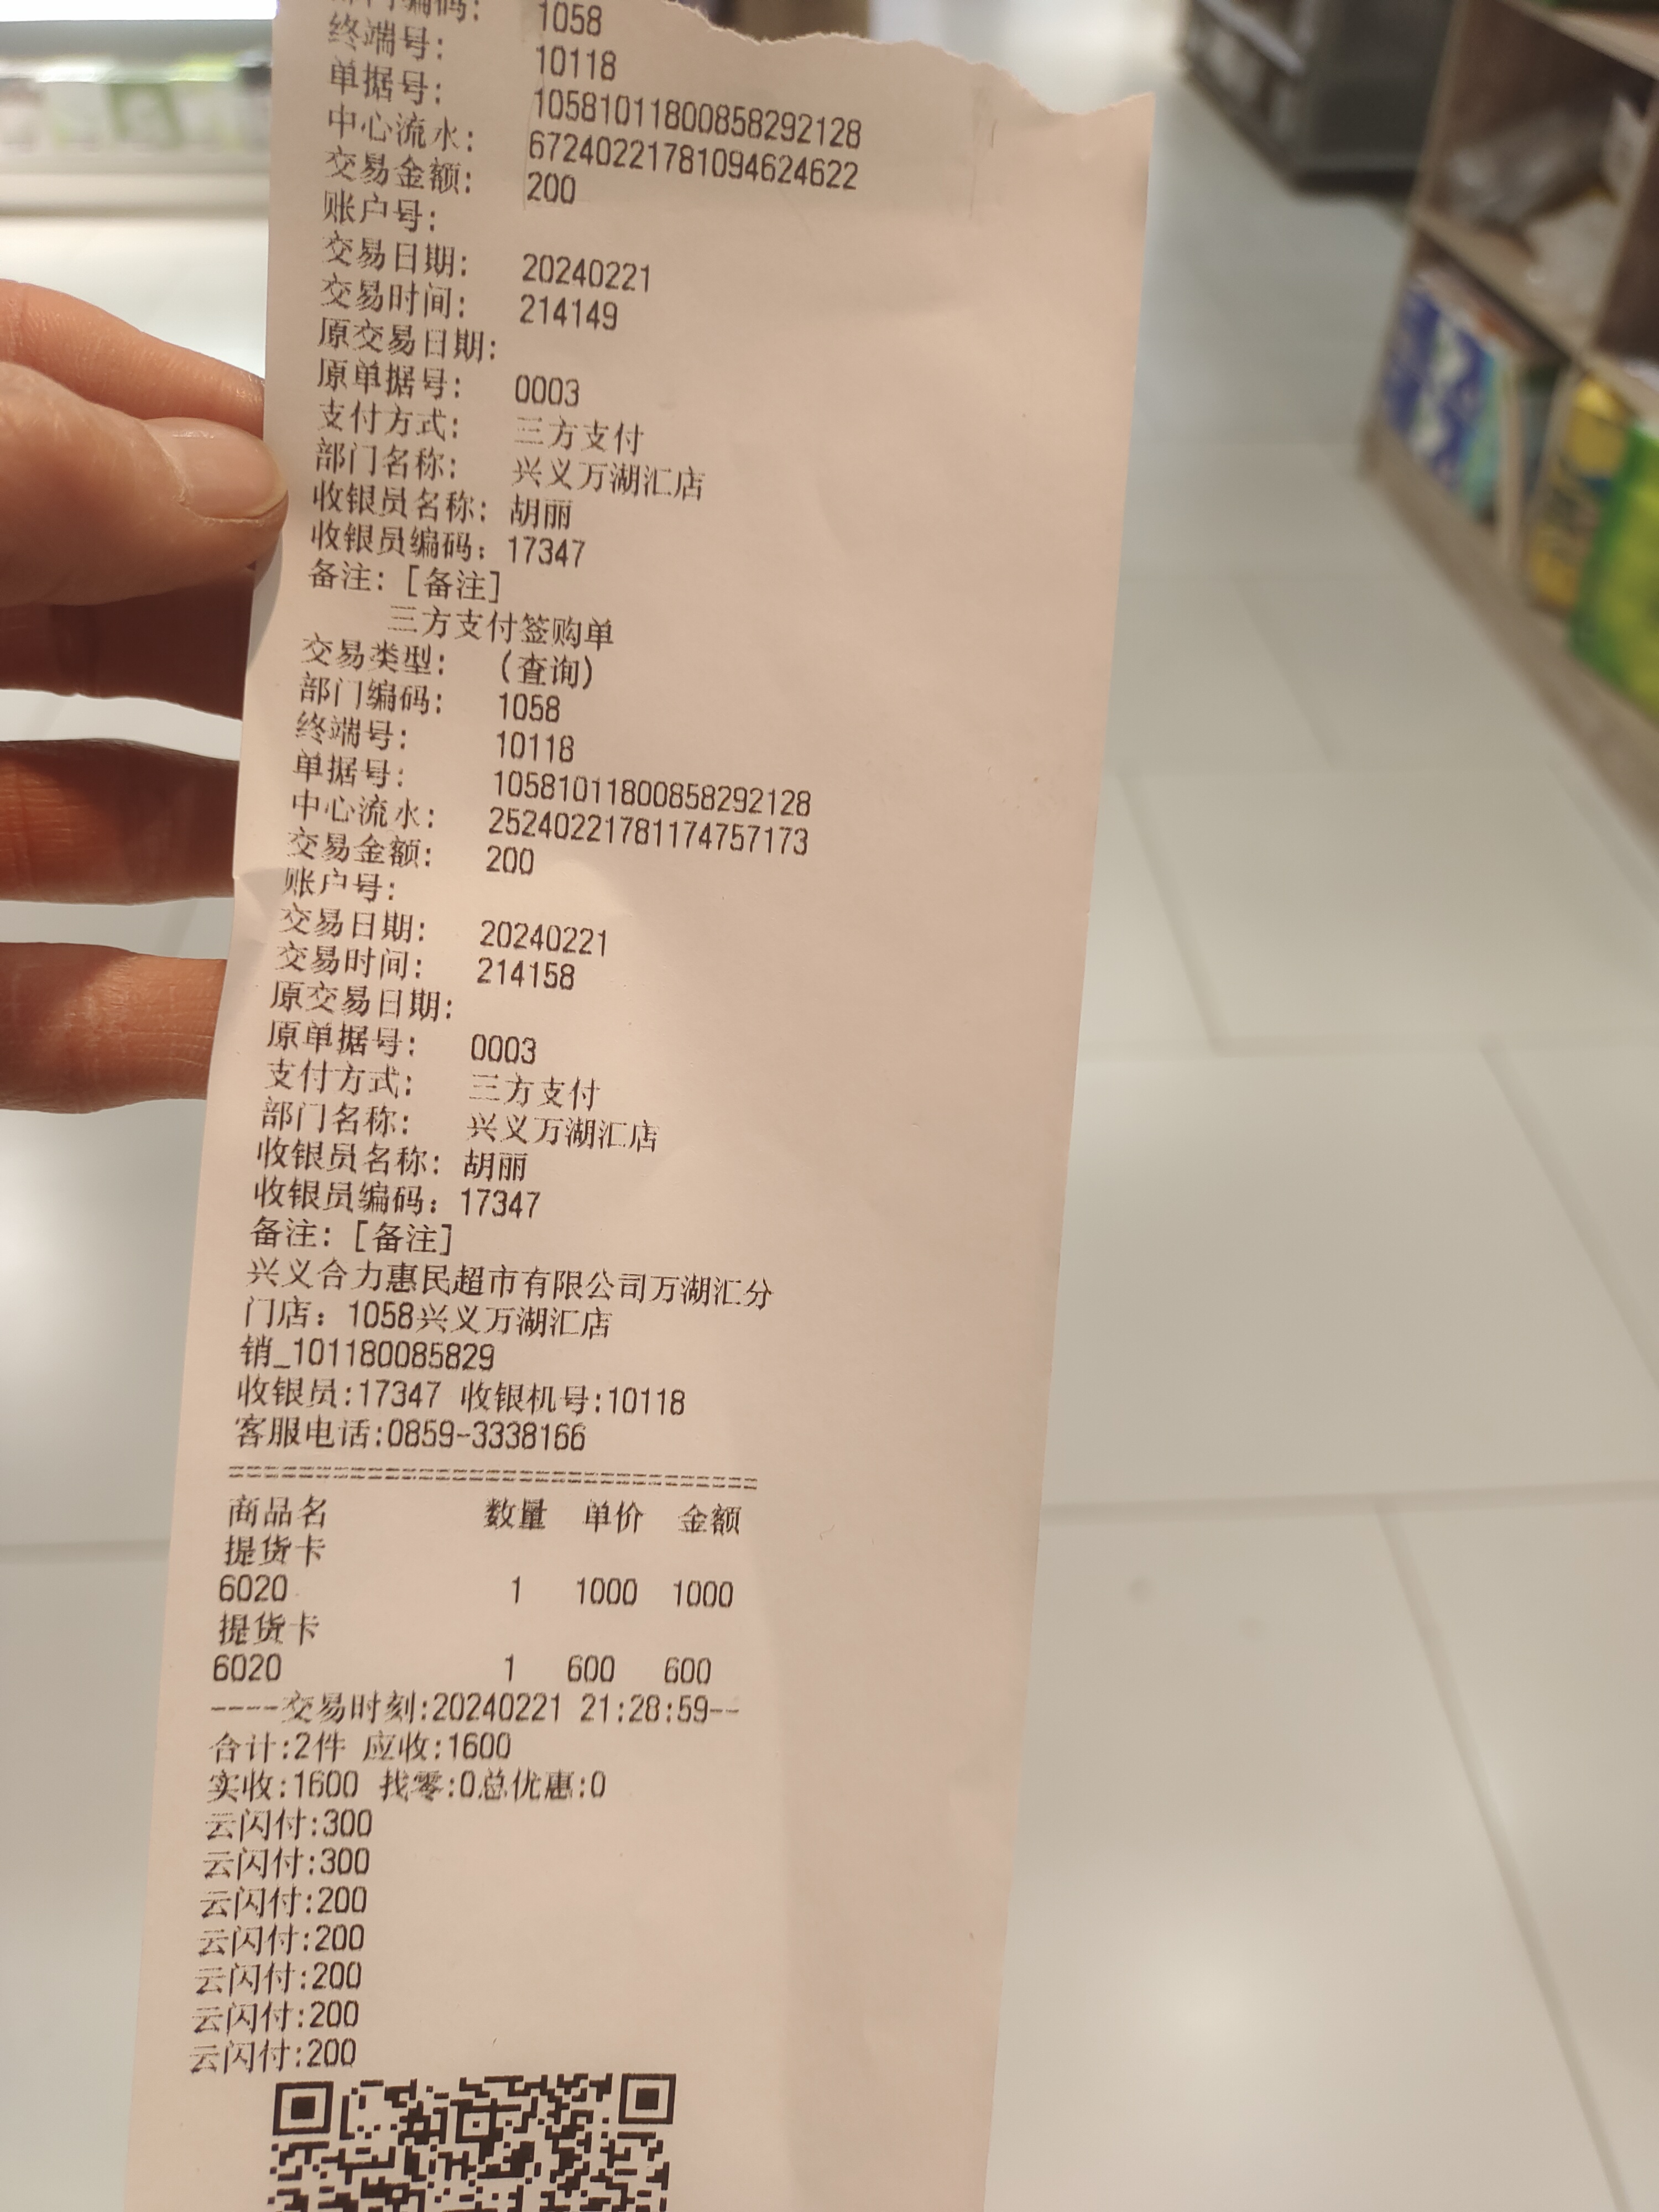 门编码: 1058
终端号: 10118
单据号: 10581011800858292128
中心流水: 67240221781094624622
交易金额: 200
账户号:
交易日期: 20240221
交易时间: 214149
原交易日期:
原单据号: 0003
支付方式: 三方支付
部门名称: 兴义万湖汇店
收银员名称: 胡丽
收银员编码: 17347
备注: [备注]
三方支付签购单
交易类型: (查询)
部门编码: 1058
终端号: 10118
单据号: 10581011800858292128
中心流水: 25240221781174757173
交易金额: 200
账户号:
交易日期: 20240221
交易时间: 214158
原交易日期:
原单据号: 0003
支付方式: 三方支付
部门名称: 兴义万湖汇店
收银员名称: 胡丽
收银员编码: 17347
备注: [备注]
兴义合力惠民超市有限公司万湖汇分
门店: 1058兴义万湖汇店
销_101180085829
收银员:17347 收银机号:10118
客服电话:0859-3338166
================================
商品名 数量 单价 金额
提货卡
6020 1 1000 1000
提货卡
6020 1 600 600
----交易时刻:20240221 21:28:59--
合计:2件 应收:1600
实收:1600 找零:0总优惠:0
云闪付:300
云闪付:300
云闪付:200
云闪付:200
云闪付:200
云闪付:200
云闪付:200